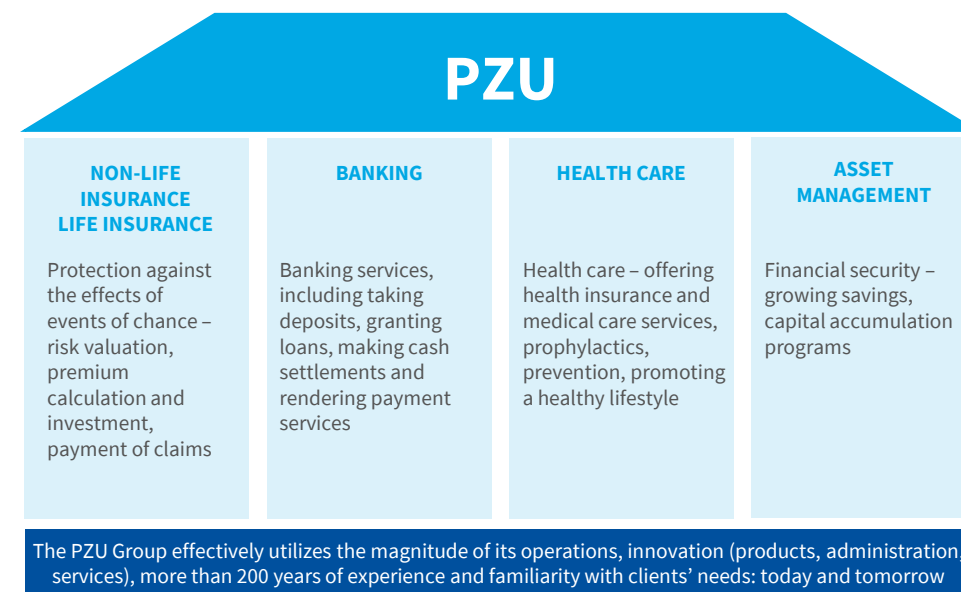 PZU
NON-LIFE
INSURANCE
LIFE INSURANCE
Protection against
the effects of
events of chance –
risk valuation,
premium
calculation and
investment,
payment of claims
BANKING
Banking services,
including taking
deposits, granting
loans, making cash
settlements and
rendering payment
services
HEALTH CARE
Health care – offering
health insurance and
medical care services,
prophylactics,
prevention, promoting
a healthy lifestyle
ASSET
MANAGEMENT
Financial security –
growing savings,
capital accumulation
programs
The PZU Group effectively utilizes the magnitude of its operations, innovation (products, administration,
services), more than 200 years of experience and familiarity with clients’ needs: today and tomorrow